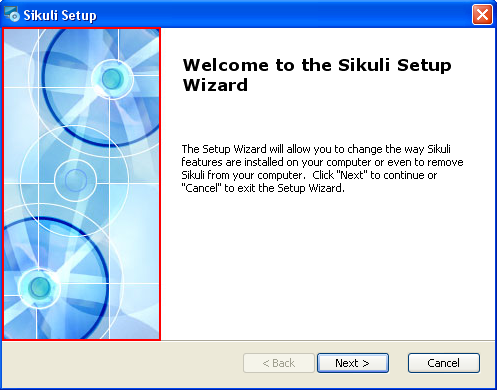 Sikuli Setup
Welcome to the Sikuli Setup
Wizard
The Setup Wizard will allow you to change the way Sikuli
features are installed on your computer or even to remove
Sikuli from your computer.  Click "Next" to continue or
"Cancel" to exit the Setup Wizard.
< Back
Next >
Cancel